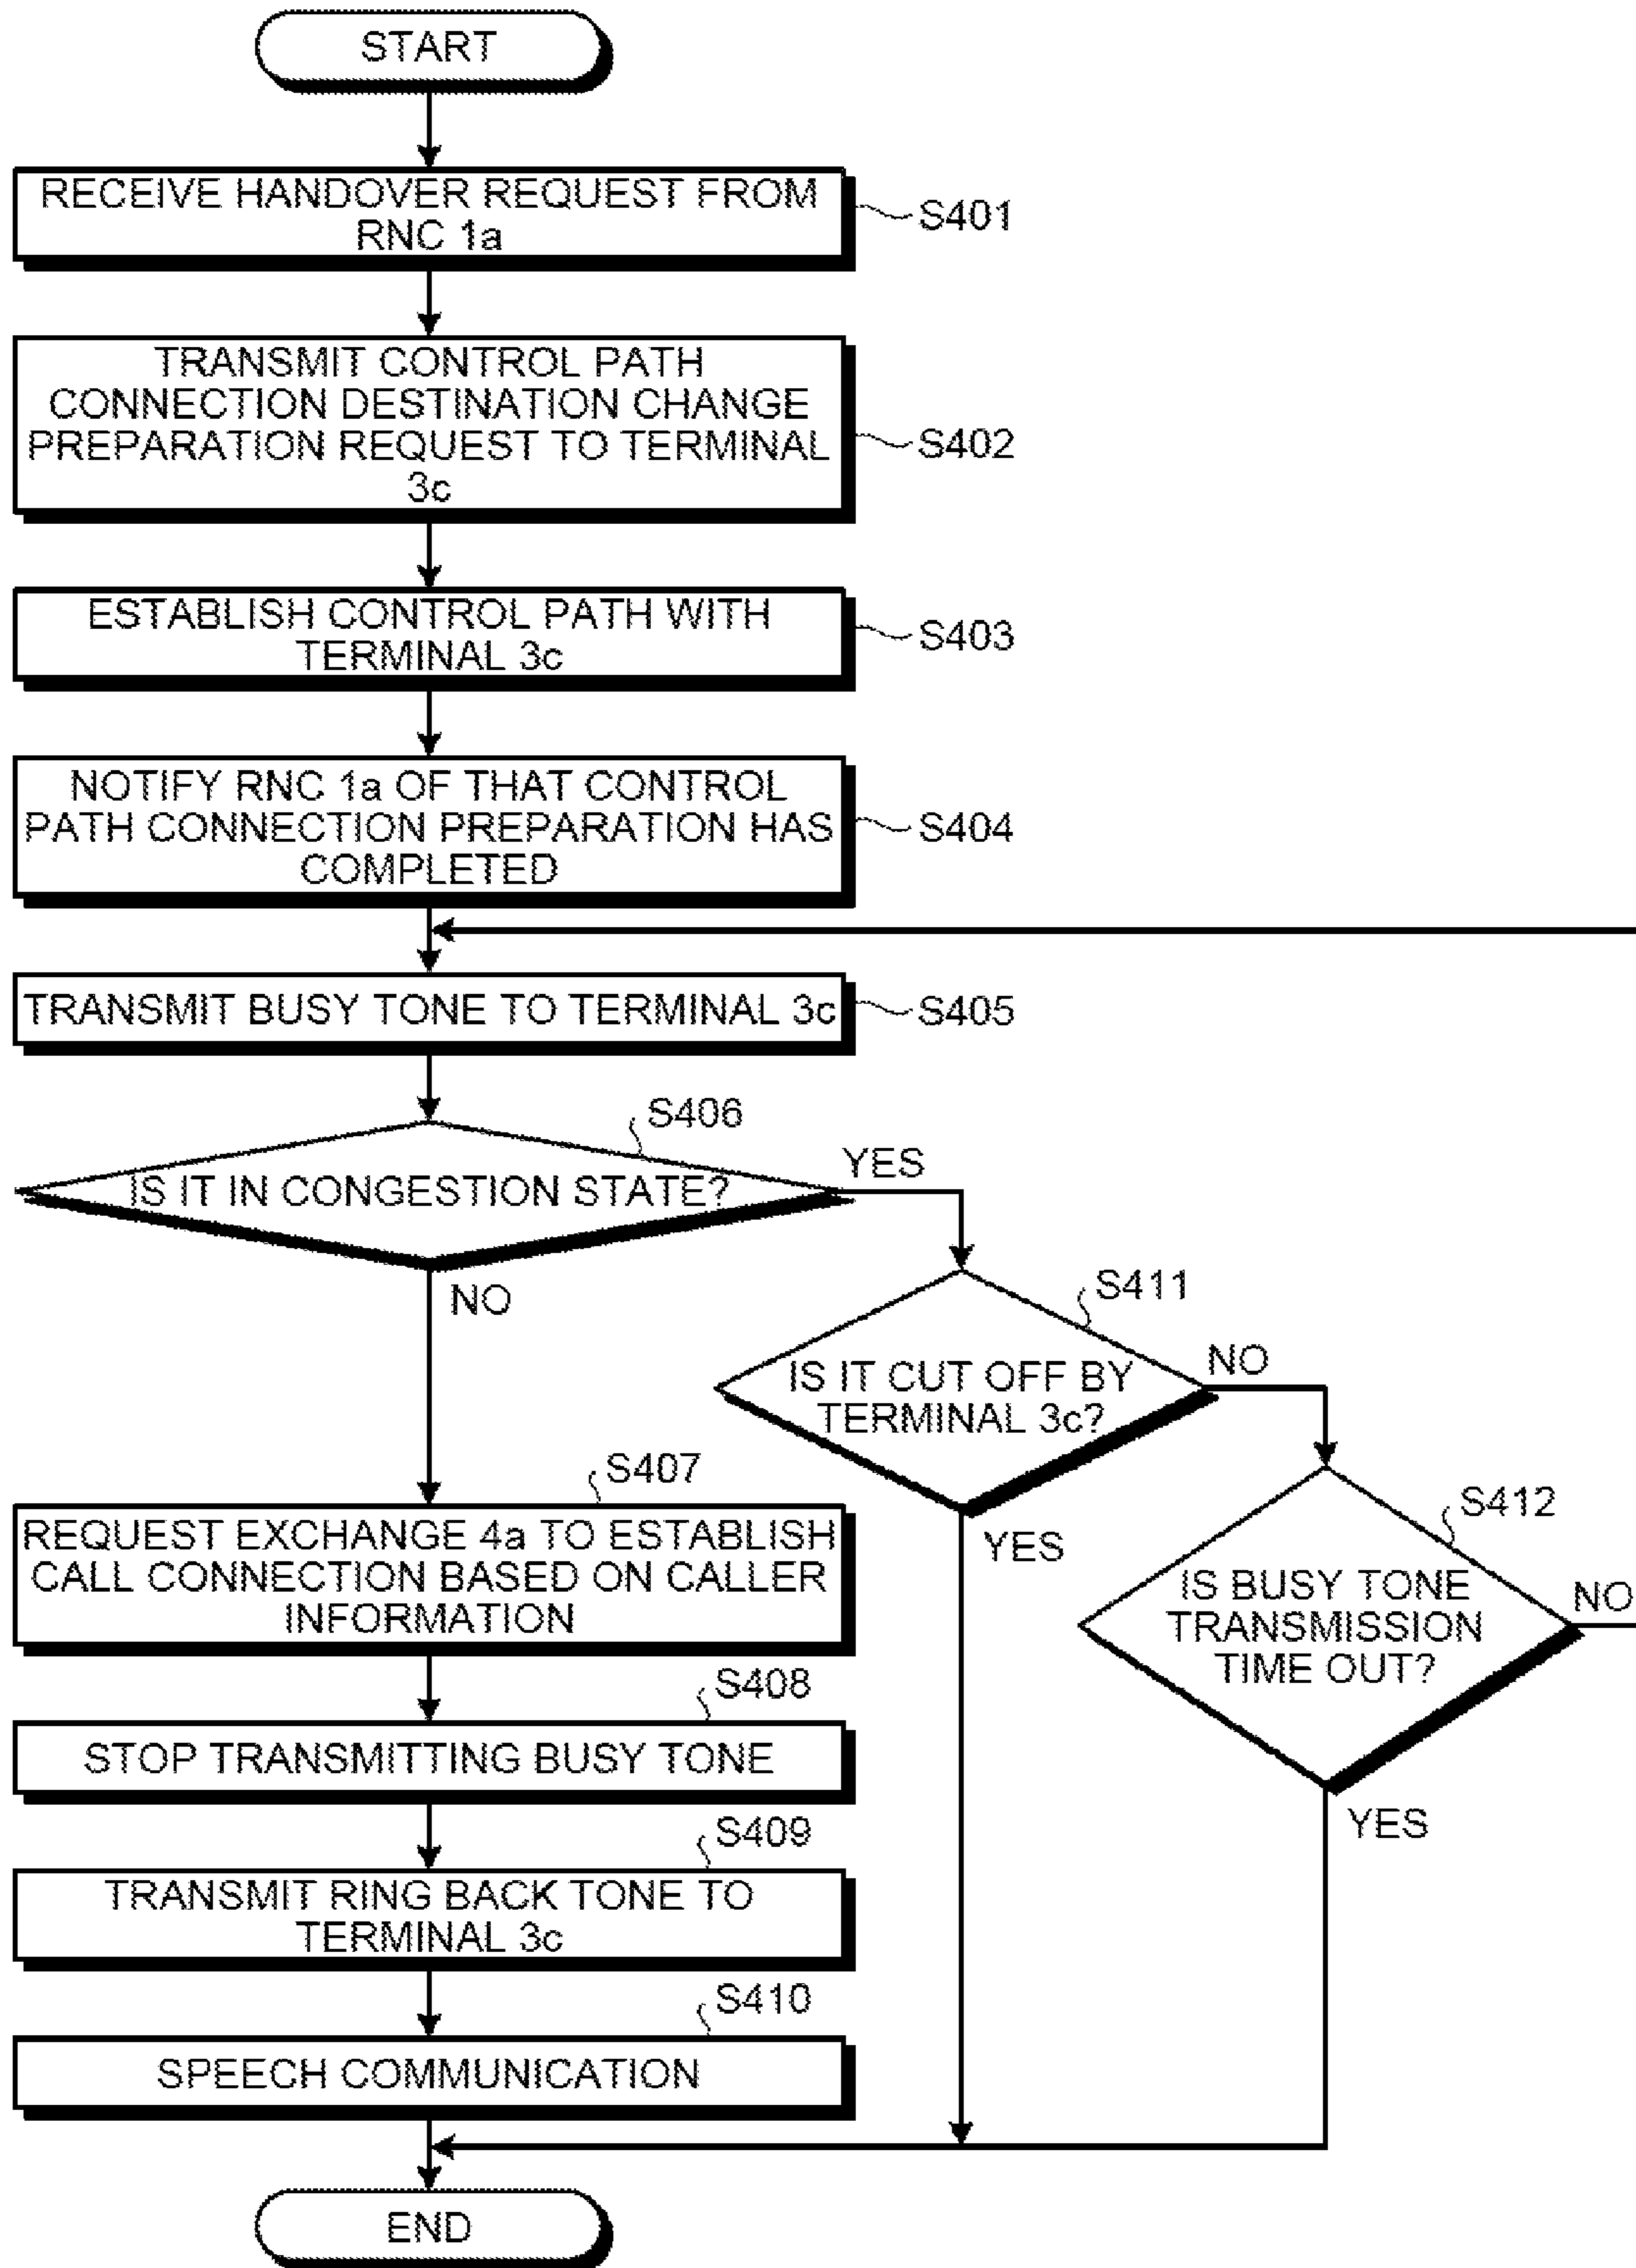 START
RECEIVE HANDOVER REQUEST FROM
RNC 1a
S401
TRANSMIT CONTROL PATH
CONNECTION DESTINATION CHANGE
PREPARATION REQUEST TO TERMINAL
3c
S402
ESTABLISH CONTROL PATH WITH
TERMINAL 3c
S403
NOTIFY RNC 1a OF THAT CONTROL
PATH CONNECTION PREPARATION HAS
COMPLETED
S404
TRANSMIT BUSY TONE TO TERMINAL 3c
S405
S406
IS IT IN CONGESTION STATE?
YES
NO
S411
IS IT CUT OFF BY
TERMINAL 3c?
NO
YES
S412
IS BUSY TONE
TRANSMISSION
TIME OUT?
NO
YES
S407
REQUEST EXCHANGE 4a TO ESTABLISH
CALL CONNECTION BASED ON CALLER
INFORMATION
S408
STOP TRANSMITTING BUSY TONE
S409
TRANSMIT RING BACK TONE TO
TERMINAL 3c
S410
SPEECH COMMUNICATION
END